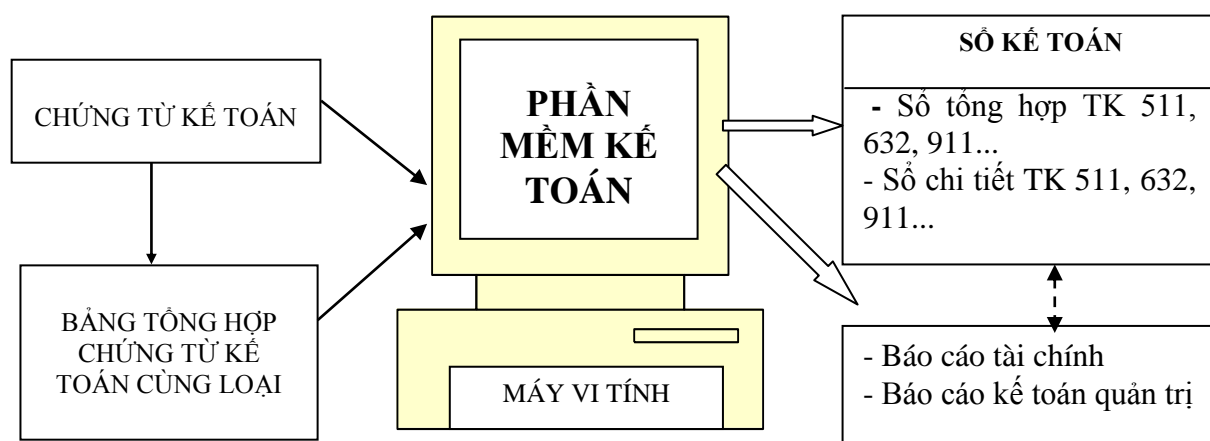 CHỨNG TỪ KẾ TOÁN
BẢNG TỔNG HỢP
CHỨNG TỪ KẾ
TOÁN CÙNG LOẠI
PHẦN
MỀM KẾ
TOÁN
MÁY VI TÍNH
SỔ KẾ TOÁN
- Sổ tổng hợp TK 511,
632, 911...
- Sổ chi tiết TK 511, 632,
911...
- Báo cáo tài chính
- Báo cáo kế toán quản trị